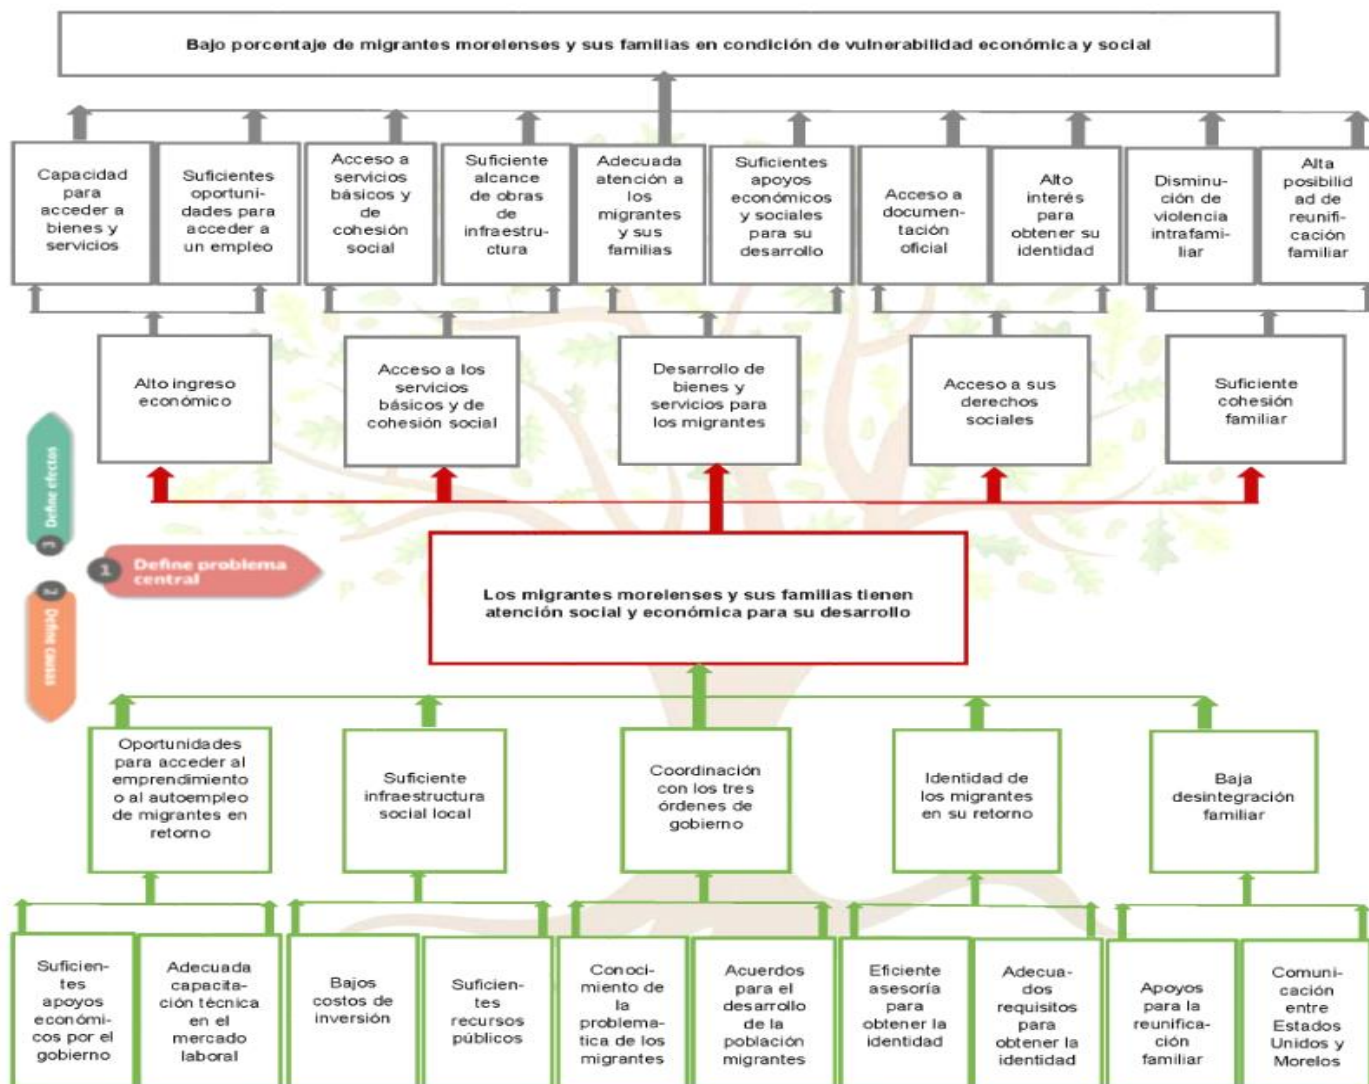 Bajo porcentaje de migrantes morelenses y sus familias en condición de vulnerabilidad económica y social
Capacidad
para
acceder a
bienes y
servicios
Suficientes
oportuni-
dades para
acceder a
un empleo
Acceso a
servicios
básicos y
de
cohesión
social
Suficiente
alcance
de obras
de
infraestru-
ctura
Adecuada
atención a
los
migrantes
y sus
familias
Suficientes
apoyos
económicos
y sociales
para su
desarrollo
Acceso a
documen-
tación
oficial
Alto
interés
para
obtener su
identidad
Disminu-
ción de
violencia
intrafami-
liar
Alta
posibilid
ad de
reunifi-
cación
familiar
Alto ingreso
económico
Acceso a los
servicios
básicos y de
cohesión social
Desarrollo de
bienes y
servicios para
los migrantes
Acceso a sus
derechos
sociales
Suficiente
cohesión
familiar
Define efectos
3
1
Define problema
central
2
Define causas
Los migrantes morelenses y sus familias tienen
atención social y económica para su desarrollo
Oportunidades
para acceder al
emprendimiento
o al autoempleo
de migrantes en
retorno
Suficiente
infraestructura
social local
Coordinación
con los tres
órdenes de
gobierno
Identidad de
los migrantes
en su retorno
Baja
desintegración
familiar
Suficien-
tes
apoyos
económi-
cos por el
gobierno
Adecuada
capacita-
ción técnica
en el
mercado
laboral
Bajos
costos de
inversión
Suficien-
tes
recursos
públicos
Conoci-
miento de
la
problema-
tica de los
migrantes
Acuerdos
para el
desarrollo
de la
población
migrantes
Eficiente
asesoría
para
obtener la
identidad
Adecua-
dos
requisitos
para
obtener la
identidad
Apoyos
para la
reunifica-
ción
familiar
Comuni-
cación
entre
Estados
Unidos y
Morelos